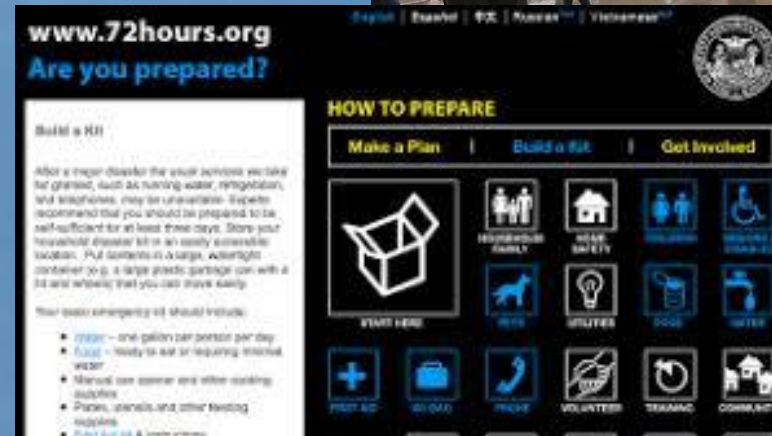 www.72hours.org
Are you prepared?
English | Español | 中文 | Russian | Vietnamese
Build a Kit
After a major disaster the usual services we take
for granted, such as running water, refrigeration,
and telephones, may be unavailable. Experts
recommend that you should be prepared to be
self-sufficient for at least three days. Store your
household disaster kit in an easily accessible
location. Put contents in a large, watertight
container (e.g. a large plastic garbage can with a
lid and wheels) that you can move easily.
Your basic emergency kit should include:
Water – one gallon per person per day
Food – ready to eat or requiring minimal
water
Manual can opener and other cooking
supplies
Plates, utensils and other feeding
supplies
First Aid kit & instructions
HOW TO PREPARE
Make a Plan | Build a Kit | Get Involved
START HERE
HOUSEHOLD/
FAMILY
HOME
SAFETY
CHILDREN
PETS
UTILITIES
FOOD
WATER
FIRST AID
GO-BAG
PHONE
VOLUNTEER
TRAINING